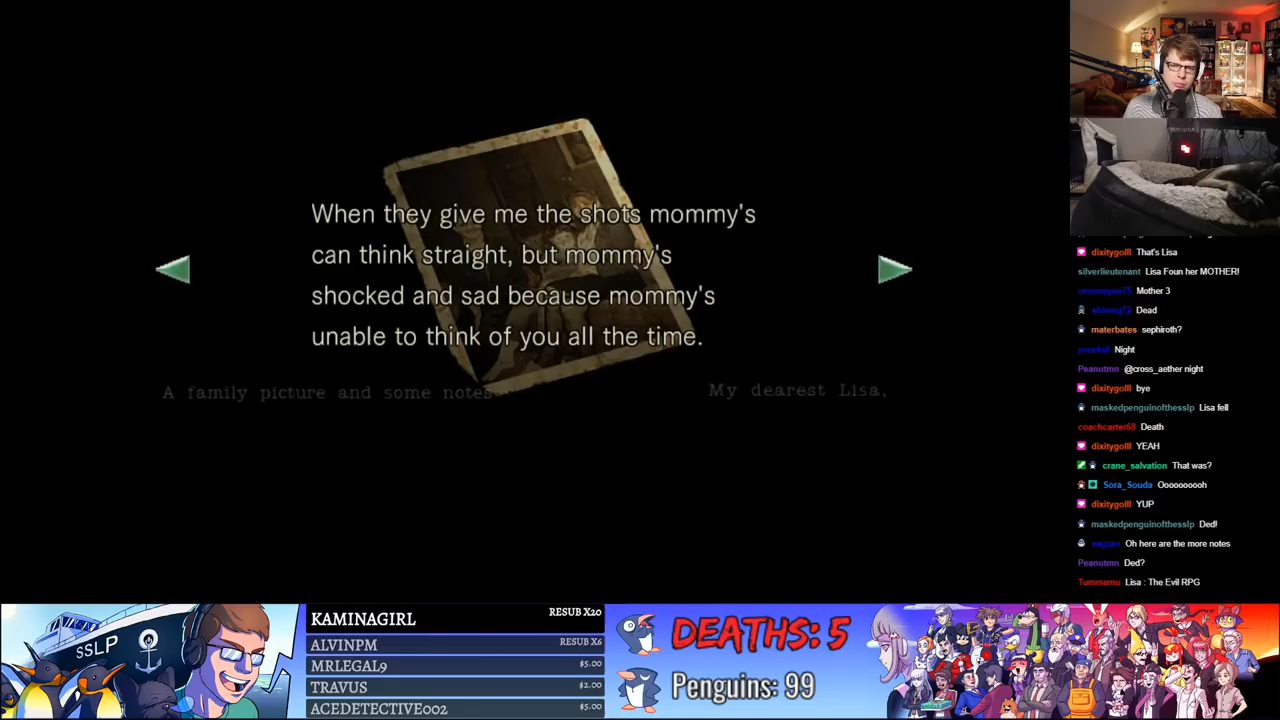 When they give me the shots mommy's
can think straight, but mommy's
shocked and sad because mommy's
unable to think of you all the time.
A family picture and some notes
My dearest Lisa,
dixitygolll That's Lisa
silverlieutenant Lisa Foun her MOTHER!
Mother 3
Dead
materbates sephiroth?
Night
Peanutmn @cross_aether night
dixitygolll bye
maskedpenguinofthesslp Lisa fell
coachcarter68 Death
dixitygolll YEAH
crane_salvation That was?
Sora_Souda Ooooooooh
dixitygolll YUP
maskedpenguinofthesslp Ded!
Oh here are the more notes
Peanutmn Ded?
Tummamu Lisa : The Evil RPG
SSLP
KAMINAGIRL RESUB X20
ALVINPM RESUB X6
MRLEGAL9 $5.00
TRAVUS $2.00
ACEDETECTIVE002 $5.00
DEATHS: 5
Penguins: 99